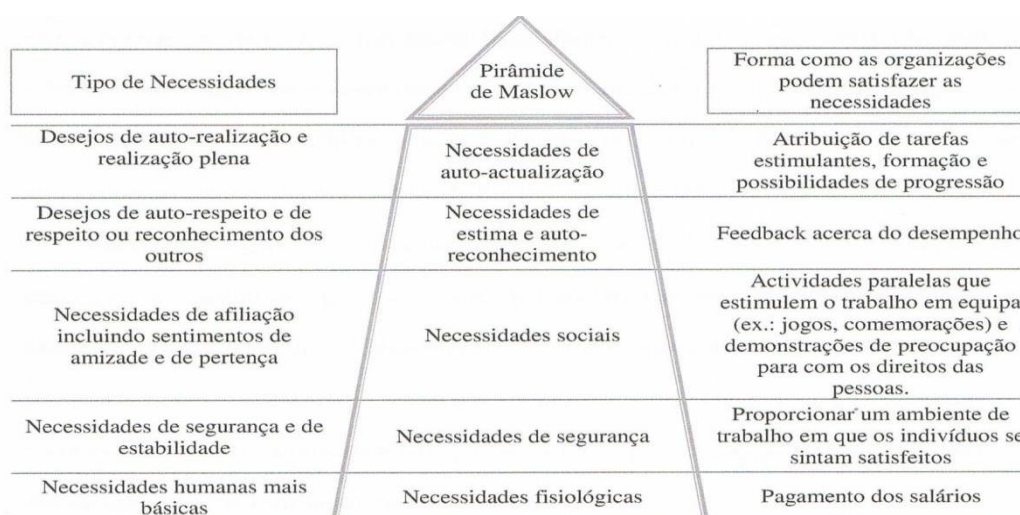 Tipo de Necessidades
Pirâmide
de Maslow
Forma como as organizações
podem satisfazer as
necessidades
Desejos de auto-realização e
realização plena
Necessidades de
auto-actualização
Atribuição de tarefas
estimulantes, formação e
possibilidades de progressão
Desejos de auto-respeito e de
respeito ou reconhecimento dos
outros
Necessidades de
estima e auto-
reconhecimento
Feedback acerca do desempenho
Necessidades de afiliação
incluindo sentimentos de
amizade e de pertença
Necessidades sociais
Actividades paralelas que
estimulem o trabalho em equipa
(ex.: jogos, comemorações) e
demonstrações de preocupação
para com os direitos das
pessoas.
Necessidades de segurança e de
estabilidade
Necessidades de segurança
Proporcionar um ambiente de
trabalho em que os indivíduos se
sintam satisfeitos
Necessidades humanas mais
básicas
Necessidades fisiológicas
Pagamento dos salários